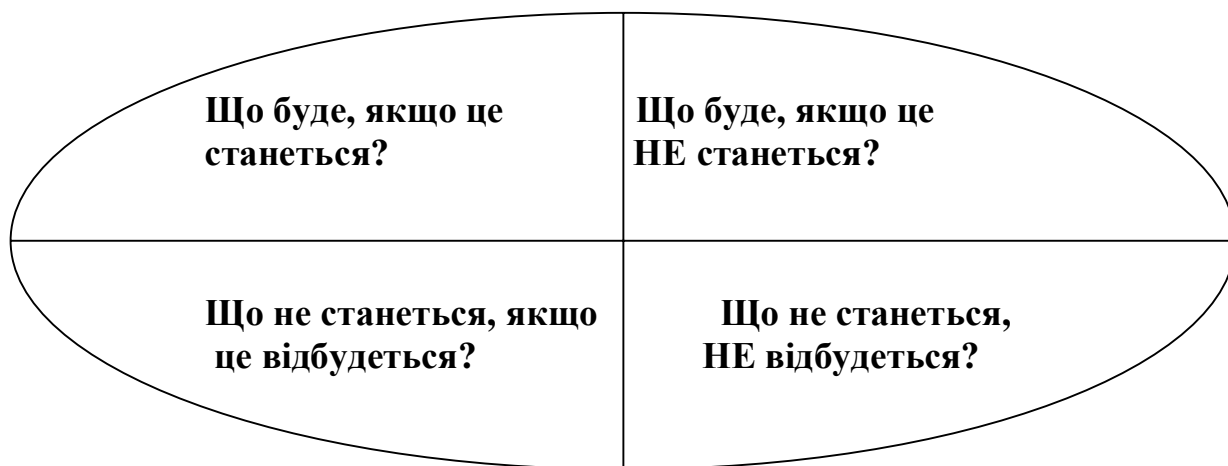 Що буде, якщо це
станеться?
Що буде, якщо це
НЕ станеться?
Що не станеться, якщо
це відбудеться?
Що не станеться,
НЕ відбудеться?